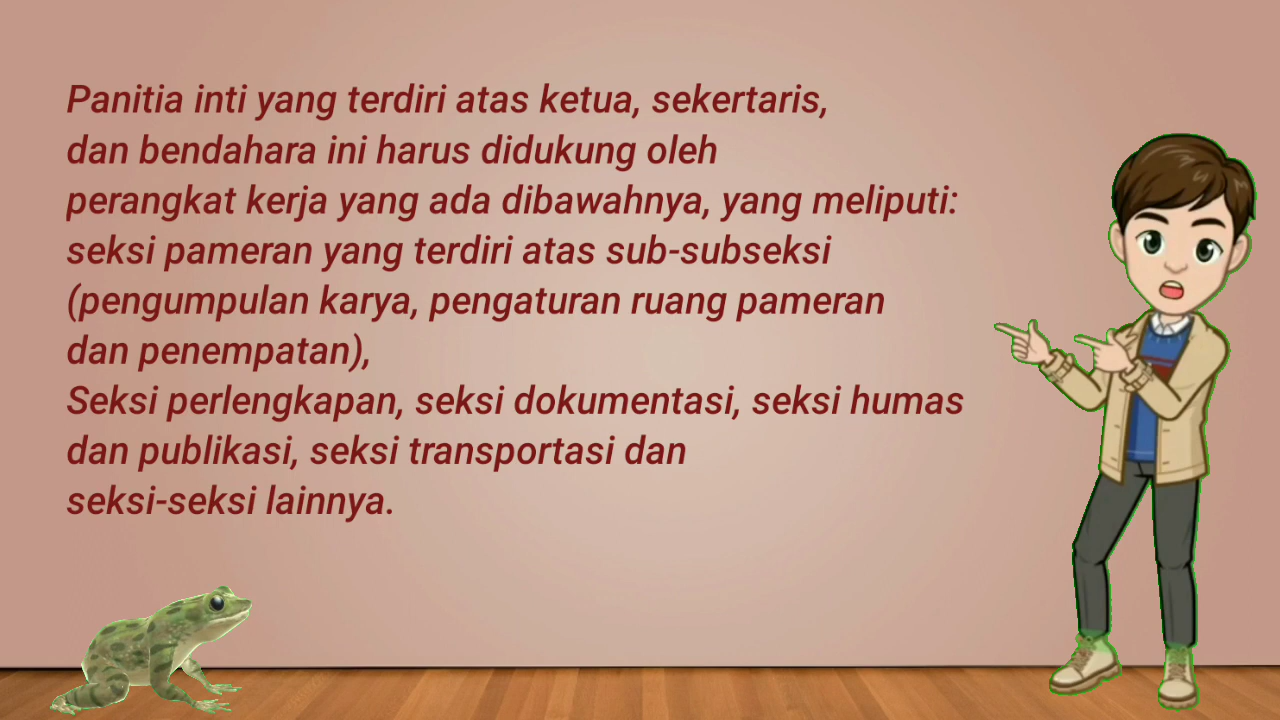 Panitia inti yang terdiri atas ketua, sekertaris,
dan bendahara ini harus didukung oleh
perangkat kerja yang ada dibawahnya, yang meliputi:
seksi pameran yang terdiri atas sub-subseksi
(pengumpulan karya, pengaturan ruang pameran
dan penempatan),
Seksi perlengkapan, seksi dokumentasi, seksi humas
dan publikasi, seksi transportasi dan
seksi-seksi lainnya.